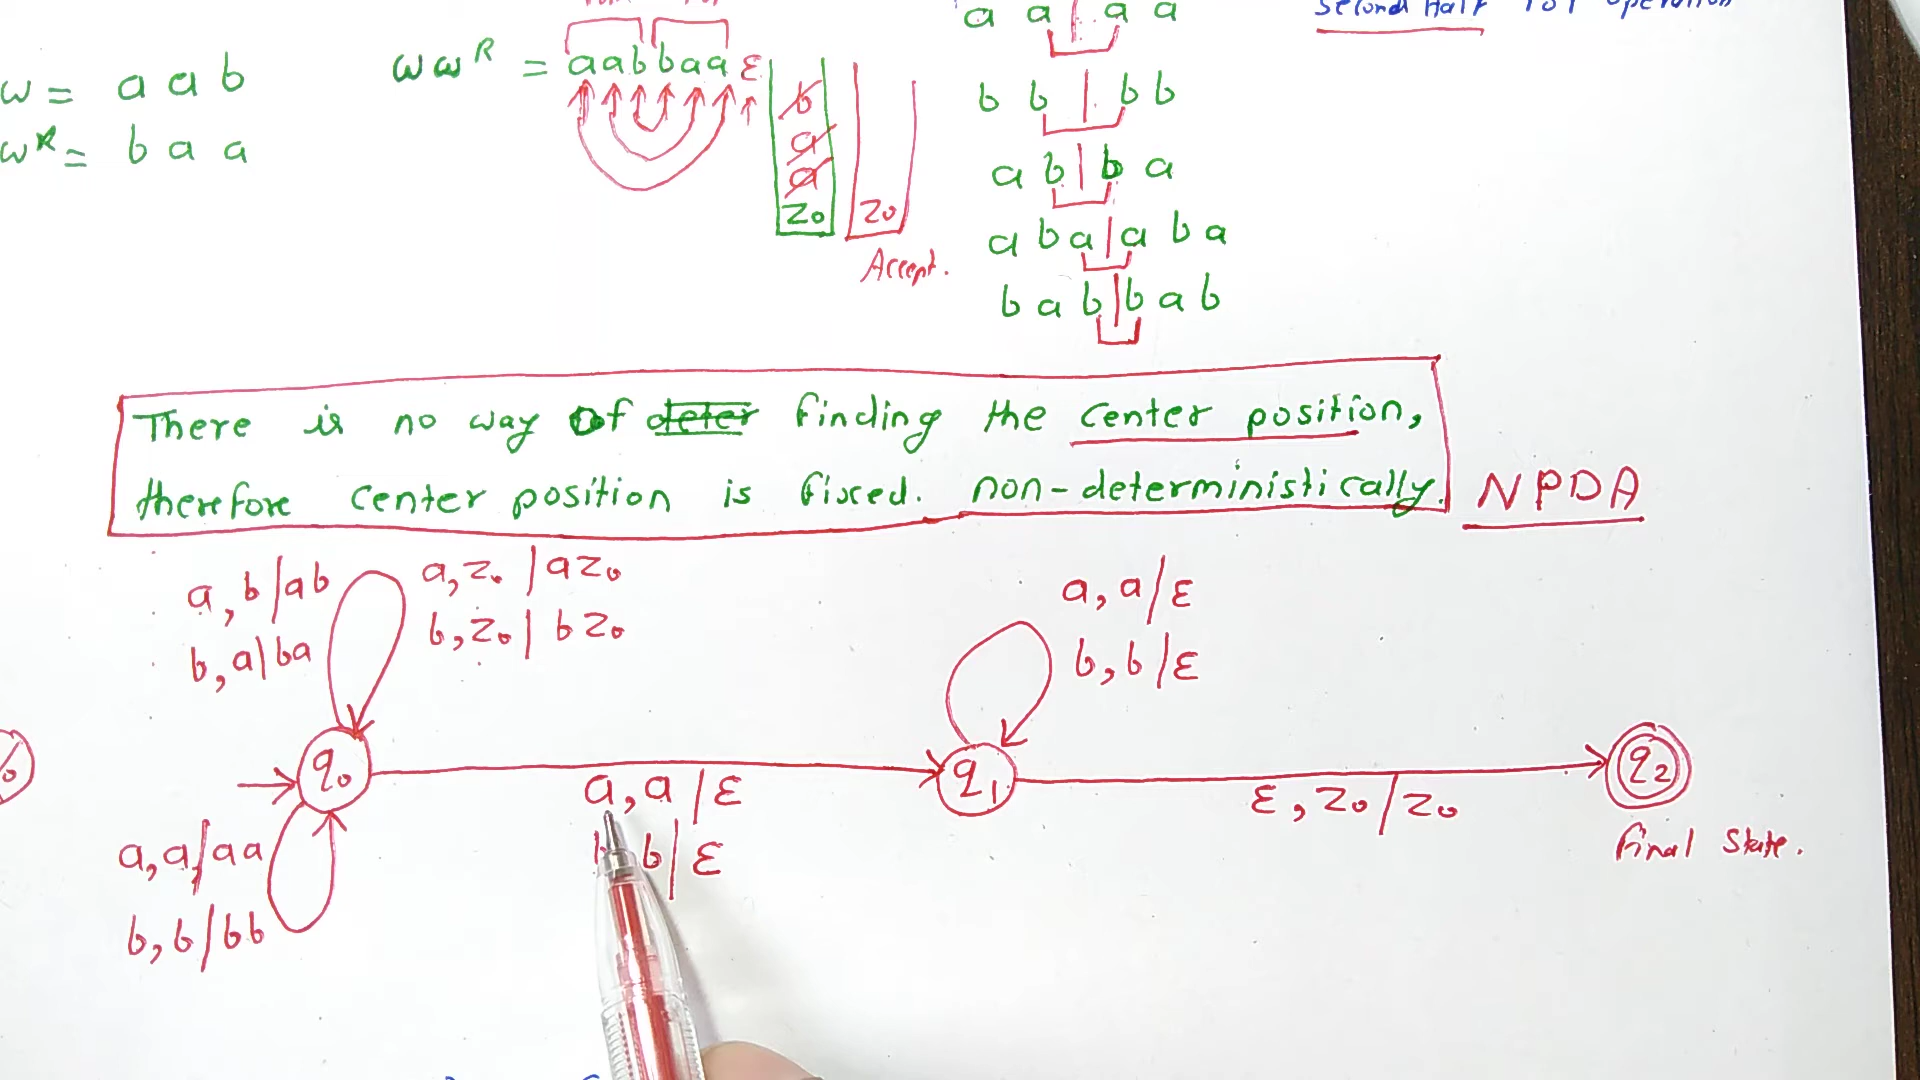 second Half
a a | a a
w = a a b
ww^R = aabbaa ε
b b | b b
w^R = b a a
b
a
a
z₀
z₀
a b | b a
a b a | a b a
Accept.
b a b | b a b
There is no way of deter finding the center position,
therefore center position is fixed. non-deterministically.
NPDA
a, b/ab
b, a/ba
a, z₀ / az₀
b, z₀ / bz₀
a, a/ε
b, b/ε
q₀
q₁
q₂
a, a/ε
b/ε
ε, z₀/z₀
final State.
a, a/aa
b, b/bb